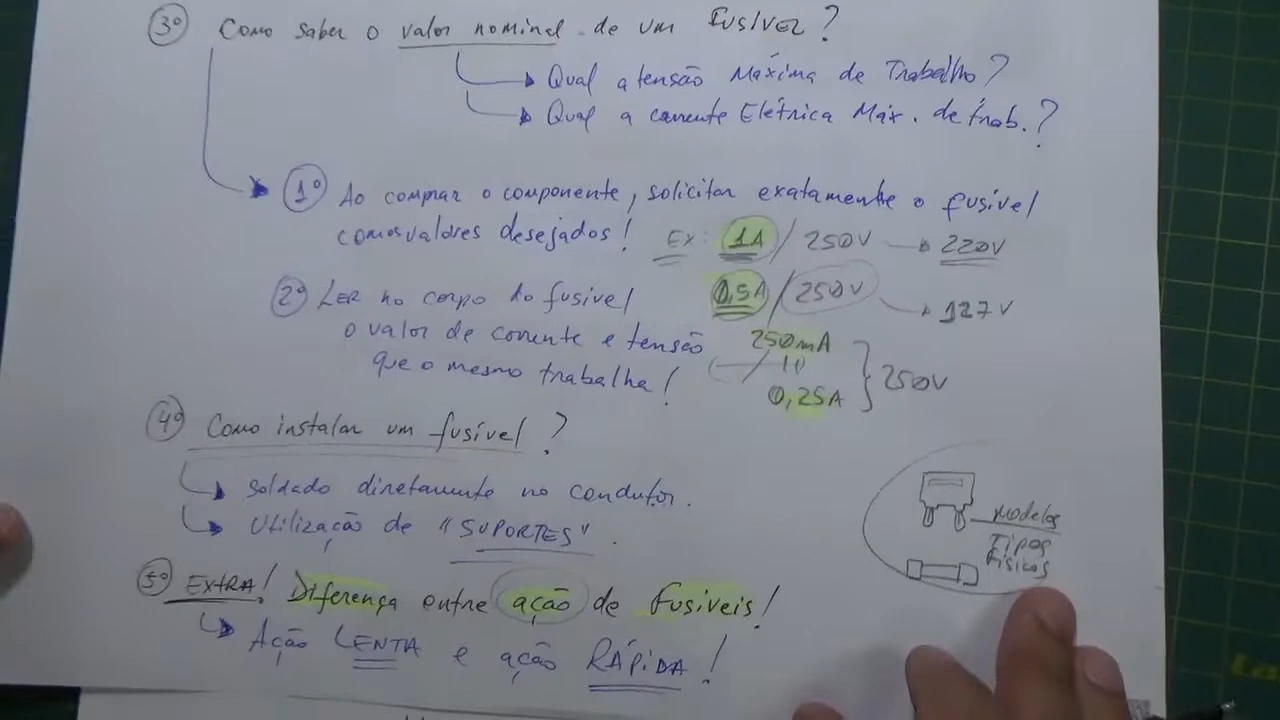 3º Como saber o valor nominal de um Fusível?
Qual a tensão Máxima de Trabalho?
Qual a corrente Elétrica Máx. de trab.?
1º Ao comprar o componente, solicitar exatamente o fusível
com os valores desejados! Ex: 1A / 250V 220V
2º Ler no corpo do fusível 0,5A / 250V 127V
o valor de corrente e tensão 250mA
que o mesmo trabalha! 0,25A 250V
4º Como instalar um fusível?
soldado diretamente no condutor.
Utilização de "SUPORTES".
Modelos
Tipos
Físicos
5º EXTRA! Diferença entre ação de Fusíveis!
Ação LENTA e ação RÁPIDA!